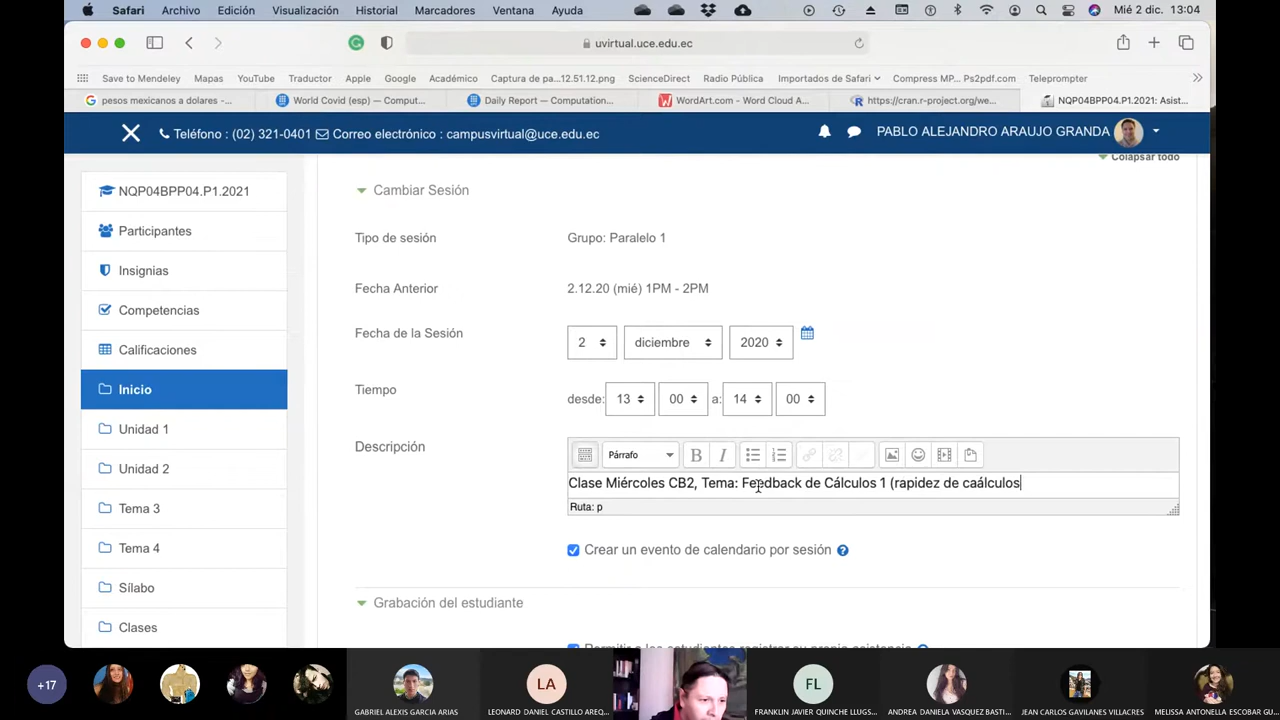 Safari Archivo Edición Visualización Historial Marcadores Ventana Ayuda Mié 2 dic. 13:04
uvirtual.uce.edu.ec
Save to Mendeley Mapas YouTube Traductor Apple Google Académico Captura de pa...12.51.12.png ScienceDirect Radio Pública Importados de Safari Compress MP... Ps2pdf.com Teleprompter
pesos mexicanos a dolares -... World Covid (esp) — Comput... Daily Report — Computation... WordArt.com - Word Cloud A... https://cran.r-project.org/we... NQP04BPP04.P1.2021: Asist...
Teléfono : (02) 321-0401 Correo electrónico : campusvirtual@uce.edu.ec PABLO ALEJANDRO ARAUJO GRANDA
Colapsar todo
NQP04BPP04.P1.2021
Participantes
Insignias
Competencias
Calificaciones
Inicio
Unidad 1
Unidad 2
Tema 3
Tema 4
Sílabo
Clases
Cambiar Sesión
Tipo de sesión Grupo: Paralelo 1
Fecha Anterior 2.12.20 (mié) 1PM - 2PM
Fecha de la Sesión 2 diciembre 2020
Tiempo desde: 13 00 a: 14 00
Descripción
Párrafo B I
Clase Miércoles CB2, Tema: Feedback de Cálculos 1 (rapidez de caálculos
Ruta: p
Crear un evento de calendario por sesión
Grabación del estudiante
Permitir a los estudiantes registrar su propia asistencia
+17 GABRIEL ALEXIS GARCIA ARIAS LA LEONARD DANIEL CASTILLO AREQ... FL FRANKLIN JAVIER QUINCHE LLUGS... ANDREA DANIELA VASQUEZ BASTI... JEAN CARLOS GAVILANES VILLACRES MELISSA ANTONELLA ESCOBAR GU...